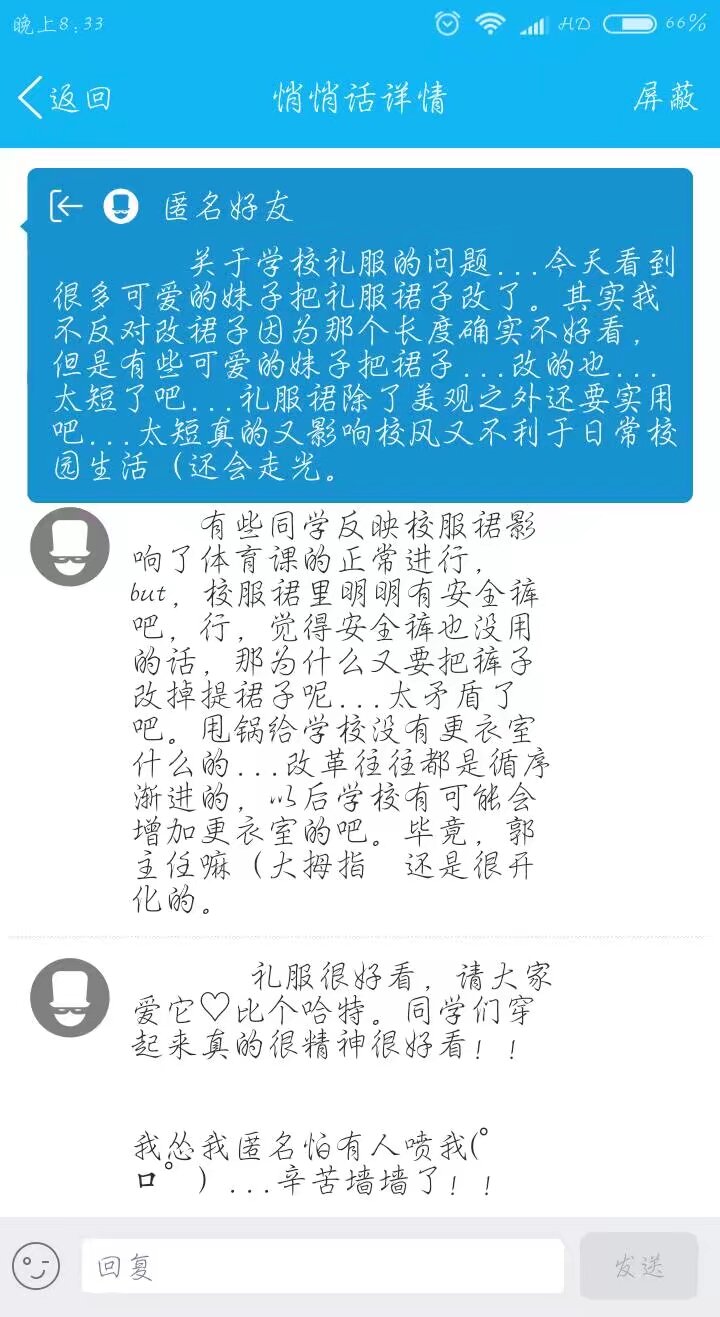 晚上8:33
HD
66%
返回
悄悄话详情
屏蔽
匿名好友
关于学校礼服的问题...今天看到
很多可爱的妹子把礼服裙子改了。其实我
不反对改裙子因为那个长度确实不好看，
但是有些可爱的妹子把裙子...改的也...
太短了吧...礼服裙除了美观之外还要实用
吧...太短真的又影响校风又不利于日常校
园生活（还会走光。
有些同学反映校服裙影
响了体育课的正常进行，
but，校服裙里明明有安全裤
吧，行，觉得安全裤也没用
的话，那为什么又要把裤子
改掉提裙子呢...太矛盾了
吧。甩锅给学校没有更衣室
什么的...改革往往都是循序
渐进的，以后学校有可能会
增加更衣室的吧。毕竟，郭
主任嘛（大拇指 还是很开
化的。
礼服很好看，请大家
爱它♡比个哈特。同学们穿
起来真的很精神很好看！！
我怂我匿名怕有人喷我(゜
ロ゜）...辛苦墙墙了！！
回复
发送